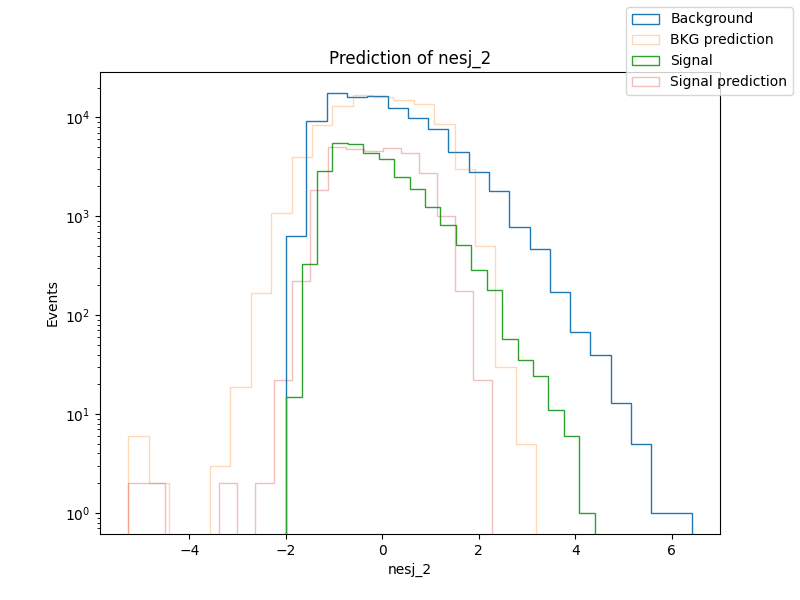 Prediction of nesj_2
Background
BKG prediction
Signal
Signal prediction
Events
10⁴
10³
10²
10¹
10⁰
−4
−2
0
2
4
6
nesj_2